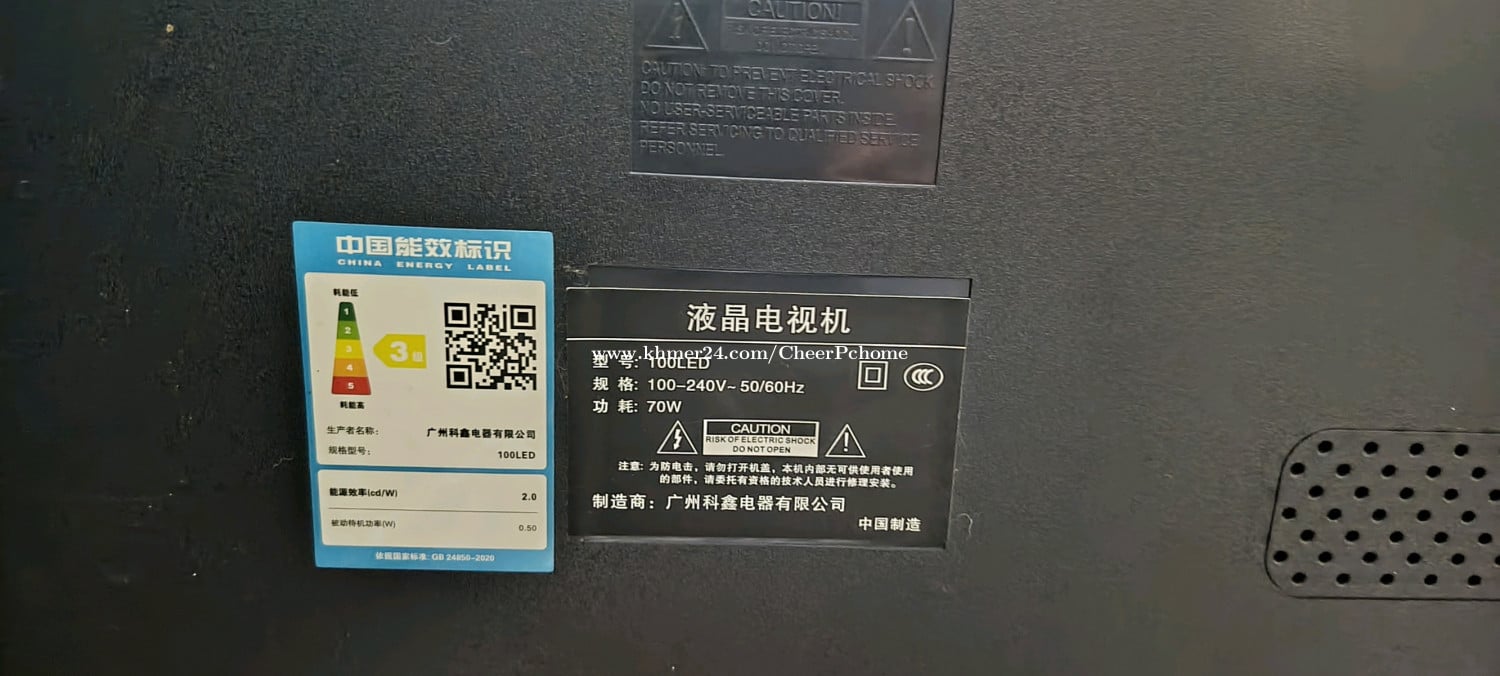 CAUTION!
CAUTION! TO PREVENT ELECTRICAL SHOCK
DO NOT REMOVE THIS COVER.
NO USER-SERVICEABLE PARTS INSIDE.
REFER SERVICING TO QUALIFIED SERVICE
PERSONNEL.
中国能效标识
CHINA ENERGY LABEL
耗能低
1
2
3
4
5
3级
耗能高
生产者名称: 广州科鑫电器有限公司
规格型号: 100LED
能源效率(cd/W) 2.0
被动待机功率(W) 0.50
依据国家标准: GB 24850-2020
液晶电视机
www.khmer24.com/CheerPchome
型 号: 100LED
规 格: 100-240V~ 50/60Hz
功 耗: 70W
CAUTION
RISK OF ELECTRIC SHOCK
DO NOT OPEN
注意: 为防电击，请勿打开机盖，本机内部无可供使用者使用
的部件，请委托有资格的技术人员进行修理安装。
制造商: 广州科鑫电器有限公司
中国制造